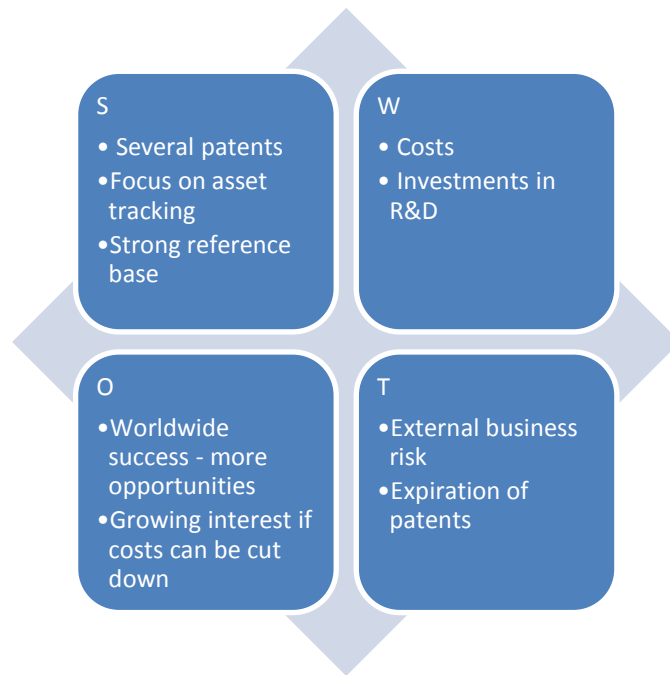 S
• Several patents
•Focus on asset
tracking
•Strong reference
base
W
• Costs
• Investments in
R&D
O
•Worldwide
success - more
opportunities
•Growing interest if
costs can be cut
down
T
•External business
risk
•Expiration of
patents